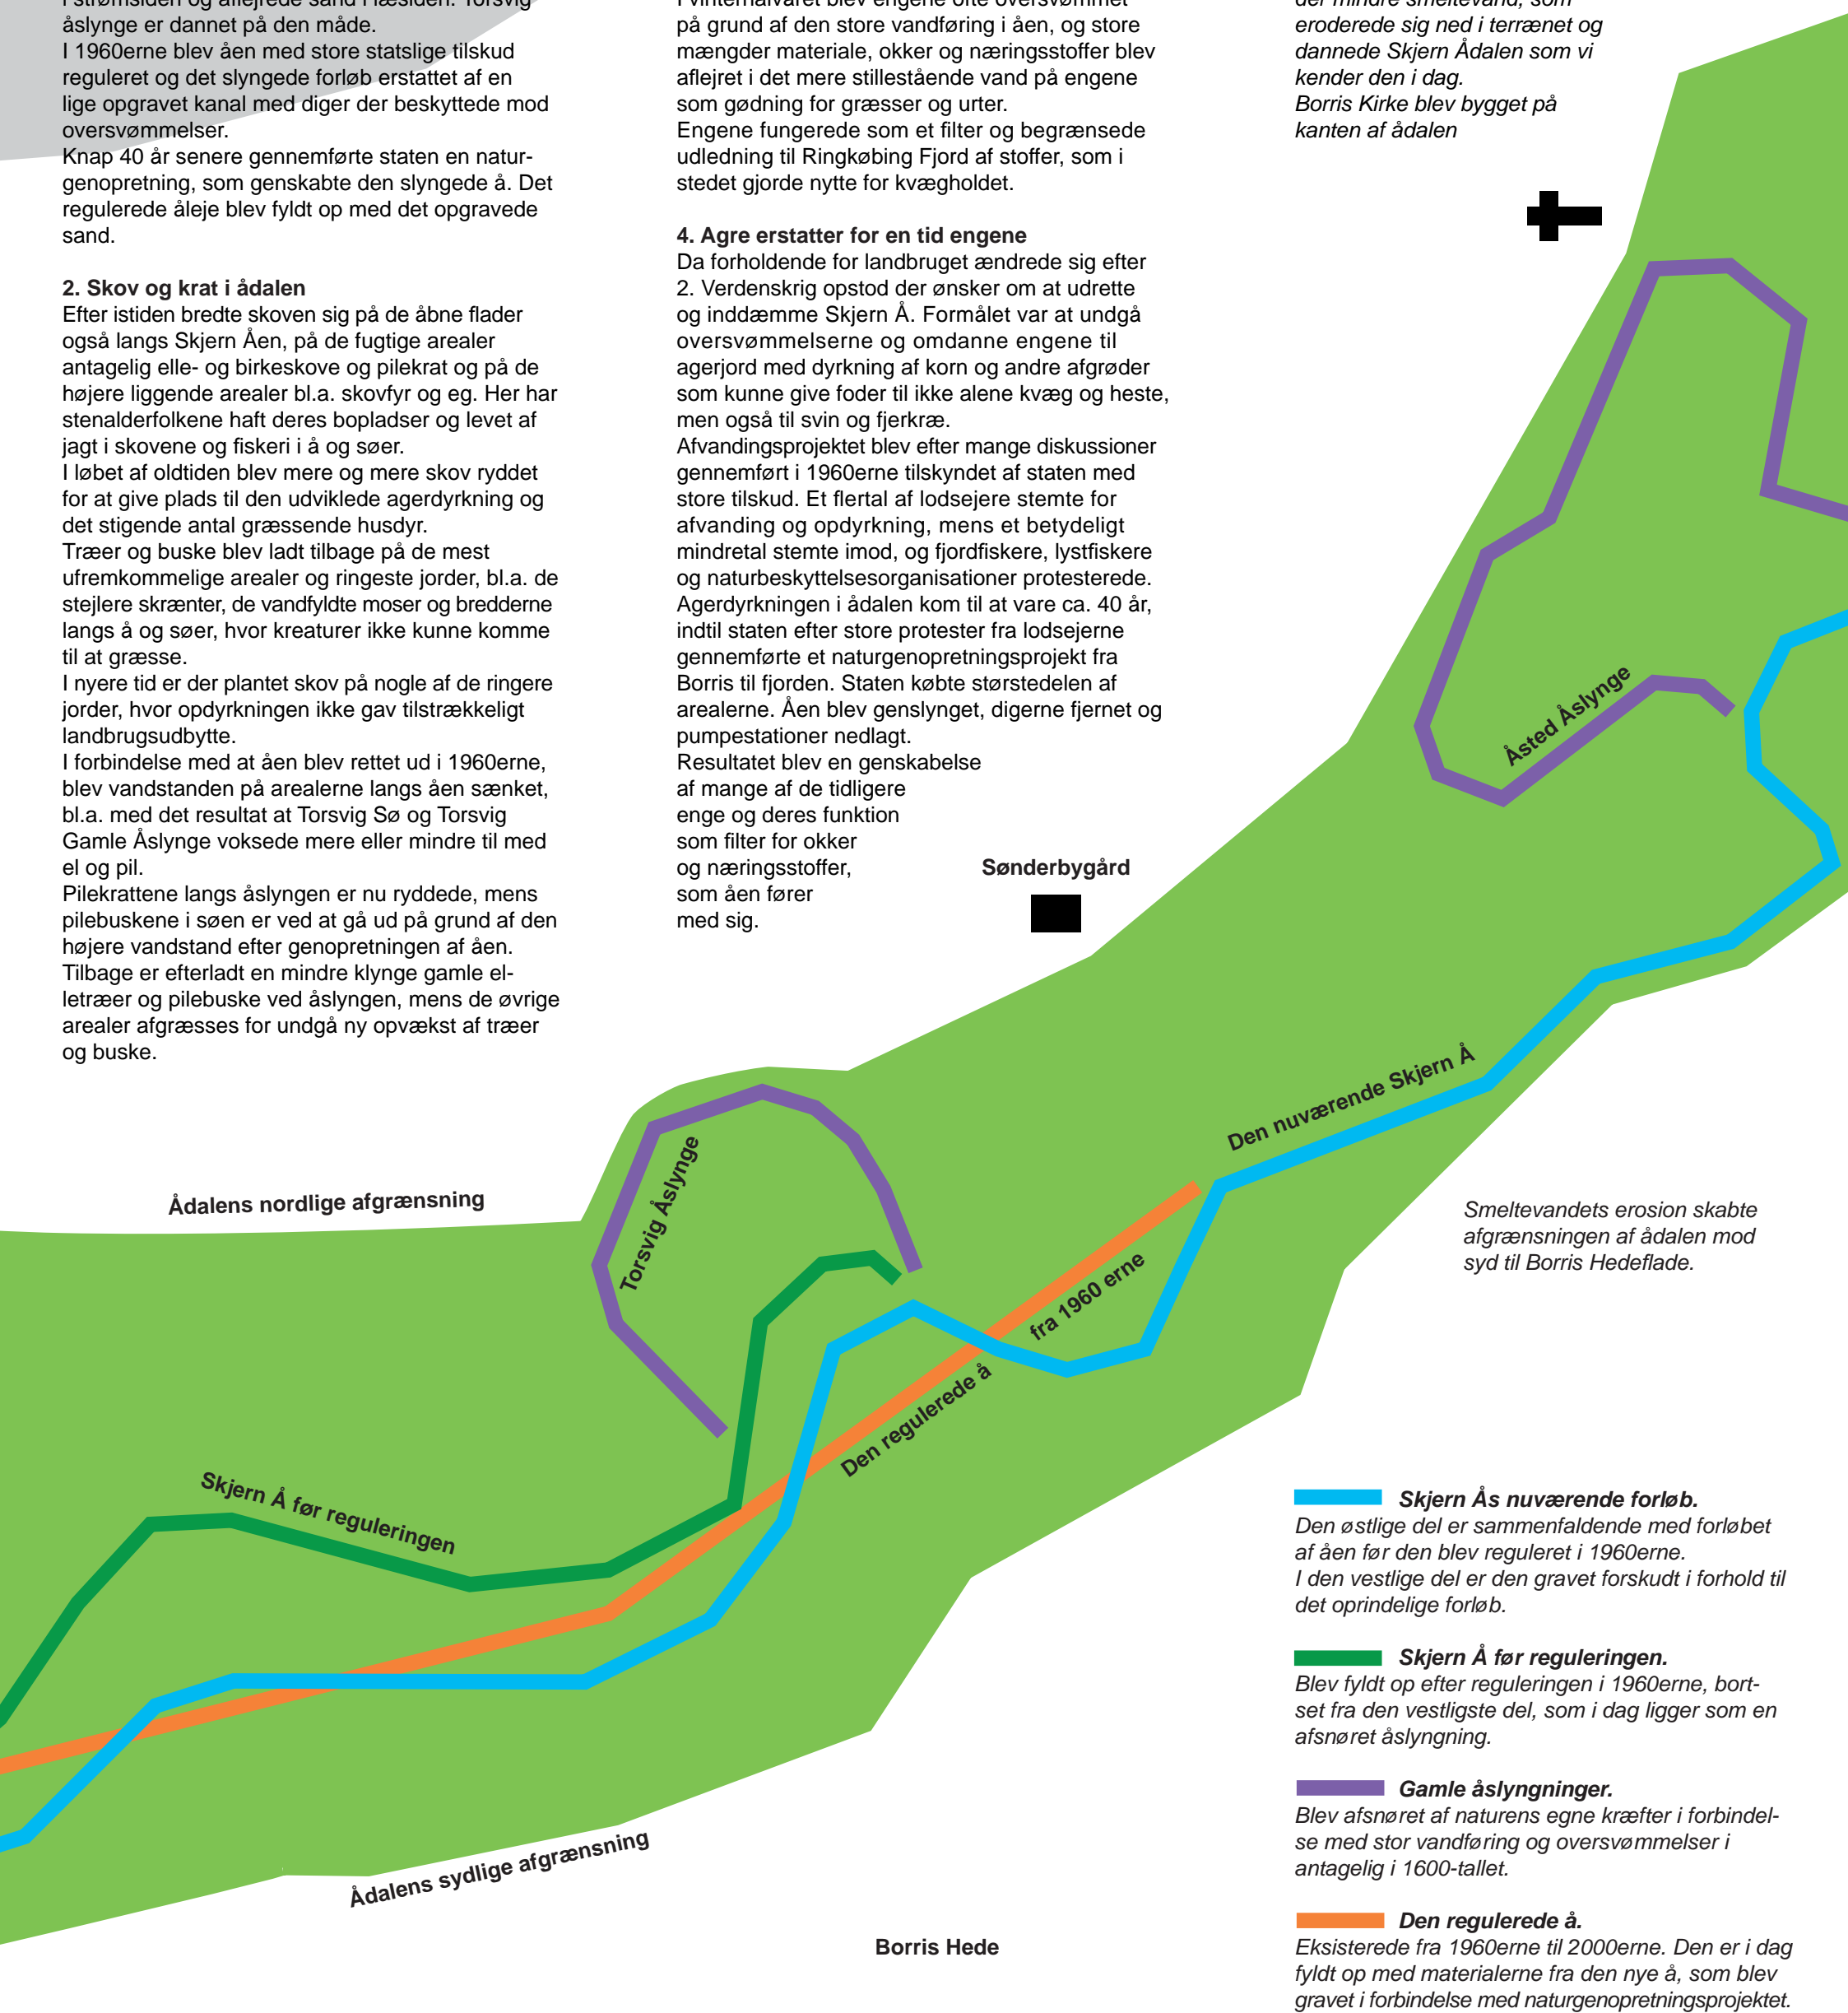 i strømsiden og aflejrede sand i læsiden. Torsvig
åslynge er dannet på den måde.
I 1960erne blev åen med store statslige tilskud
reguleret og det slyngede forløb erstattet af en
lige opgravet kanal med diger der beskyttede mod
oversvømmelser.
Knap 40 år senere gennemførte staten en natur-
genopretning, som genskabte den slyngede å. Det
regulerede åleje blev fyldt op med det opgravede
sand.
2. Skov og krat i ådalen
Efter istiden bredte skoven sig på de åbne flader
også langs Skjern Åen, på de fugtige arealer
antagelig elle- og birkeskove og pilekrat og på de
højere liggende arealer bl.a. skovfyr og eg. Her har
stenalderfolkene haft deres bopladser og levet af
jagt i skovene og fiskeri i å og søer.
I løbet af oldtiden blev mere og mere skov ryddet
for at give plads til den udviklede agerdyrkning og
det stigende antal græssende husdyr.
Træer og buske blev ladt tilbage på de mest
ufremkommelige arealer og ringeste jorder, bl.a. de
stejlere skrænter, de vandfyldte moser og bredderne
langs å og søer, hvor kreaturer ikke kunne komme
til at græsse.
I nyere tid er der plantet skov på nogle af de ringere
jorder, hvor opdyrkningen ikke gav tilstrækkeligt
landbrugsudbytte.
I forbindelse med at åen blev rettet ud i 1960erne,
blev vandstanden på arealerne langs åen sænket,
bl.a. med det resultat at Torsvig Sø og Torsvig
Gamle Åslynge voksede mere eller mindre til med
el og pil.
Pilekrattene langs åslyngen er nu ryddede, mens
pilebuskene i søen er ved at gå ud på grund af den
højere vandstand efter genopretningen af åen.
Tilbage er efterladt en mindre klynge gamle el-
letræer og pilebuske ved åslyngen, mens de øvrige
arealer afgræsses for undgå ny opvækst af træer
og buske.
I vinterhalvåret blev engene ofte oversvømmet
på grund af den store vandføring i åen, og store
mængder materiale, okker og næringsstoffer blev
aflejret i det mere stillestående vand på engene
som gødning for græsser og urter.
Engene fungerede som et filter og begrænsede
udledning til Ringkøbing Fjord af stoffer, som i
stedet gjorde nytte for kvægholdet.
4. Agre erstatter for en tid engene
Da forholdende for landbruget ændrede sig efter
2. Verdenskrig opstod der ønsker om at udrette
og inddæmme Skjern Å. Formålet var at undgå
oversvømmelserne og omdanne engene til
agerjord med dyrkning af korn og andre afgrøder
som kunne give foder til ikke alene kvæg og heste,
men også til svin og fjerkræ.
Afvandingsprojektet blev efter mange diskussioner
gennemført i 1960erne tilskyndet af staten med
store tilskud. Et flertal af lodsejere stemte for
afvanding og opdyrkning, mens et betydeligt
mindretal stemte imod, og fjordfiskere, lystfiskere
og naturbeskyttelsesorganisationer protesterede.
Agerdyrkningen i ådalen kom til at vare ca. 40 år,
indtil staten efter store protester fra lodsejerne
gennemførte et naturgenopretningsprojekt fra
Borris til fjorden. Staten købte størstedelen af
arealerne. Åen blev genslynget, digerne fjernet og
pumpestationer nedlagt.
Resultatet blev en genskabelse
af mange af de tidligere
enge og deres funktion
som filter for okker
og næringsstoffer,
som åen fører
med sig.
der mindre smeltevand, som
eroderede sig ned i terrænet og
dannede Skjern Ådalen som vi
kender den i dag.
Borris Kirke blev bygget på
kanten af ådalen
Åsted Åslynge
Sønderbygård
Den nuværende Skjern Å
Torsvig Åslynge
Ådalens nordlige afgrænsning
Smeltevandets erosion skabte
afgrænsningen af ådalen mod
syd til Borris Hedeflade.
Den regulerede å
fra 1960 erne
Skjern Å før reguleringen
Ådalens sydlige afgrænsning
Borris Hede
Skjern Ås nuværende forløb.
Den østlige del er sammenfaldende med forløbet
af åen før den blev reguleret i 1960erne.
I den vestlige del er den gravet forskudt i forhold til
det oprindelige forløb.
Skjern Å før reguleringen.
Blev fyldt op efter reguleringen i 1960erne, bort-
set fra den vestligste del, som i dag ligger som en
afsnøret åslyngning.
Gamle åslyngninger.
Blev afsnøret af naturens egne kræfter i forbindel-
se med stor vandføring og oversvømmelser i
antagelig i 1600-tallet.
Den regulerede å.
Eksisterede fra 1960erne til 2000erne. Den er i dag
fyldt op med materialerne fra den nye å, som blev
gravet i forbindelse med naturgenopretningsprojektet.